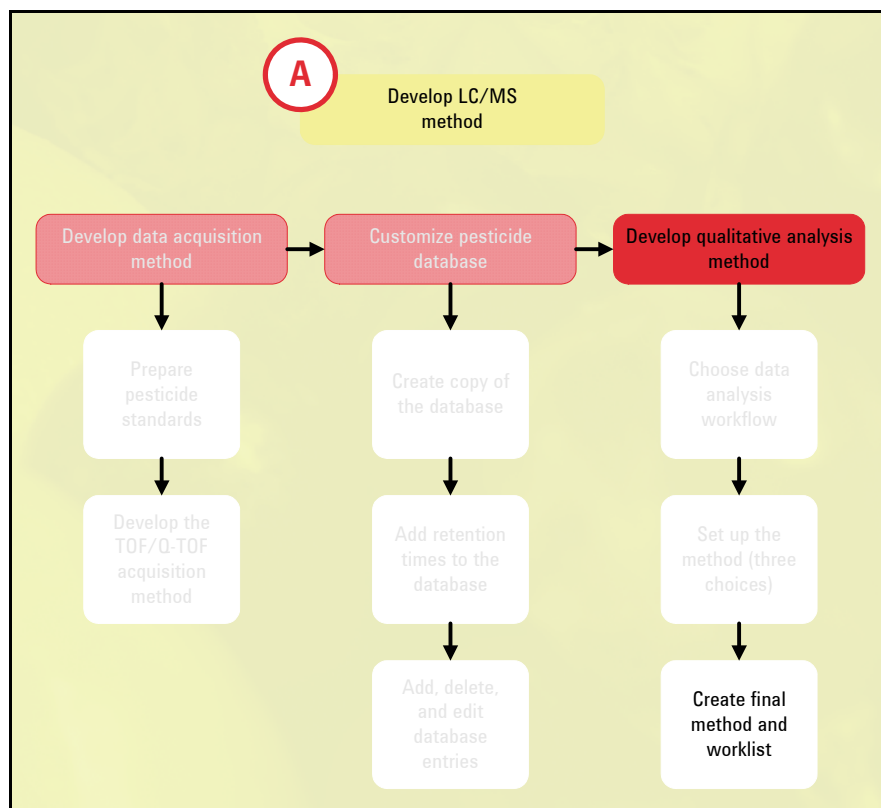 A
Develop LC/MS
method
Develop data acquisition
method
Customize pesticide
database
Develop qualitative analysis
method
Prepare
pesticide
standards
Create copy of
the database
Choose data
analysis
workflow
Develop the
TOF/Q-TOF
acquisition
method
Add retention
times to the
database
Set up the
method (three
choices)
Add, delete,
and edit
database
entries
Create final
method and
worklist